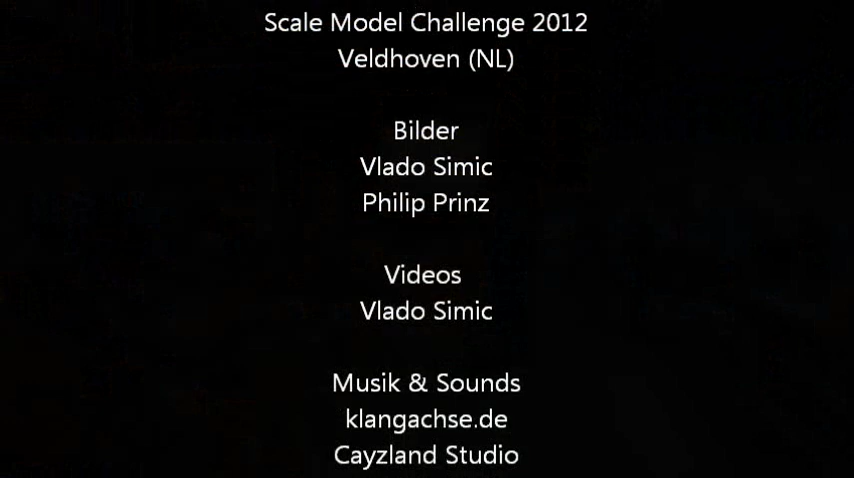 Scale Model Challenge 2012
Veldhoven (NL)
Bilder
Vlado Simic
Philip Prinz
Videos
Vlado Simic
Musik & Sounds
klangachse.de
Cayzland Studio